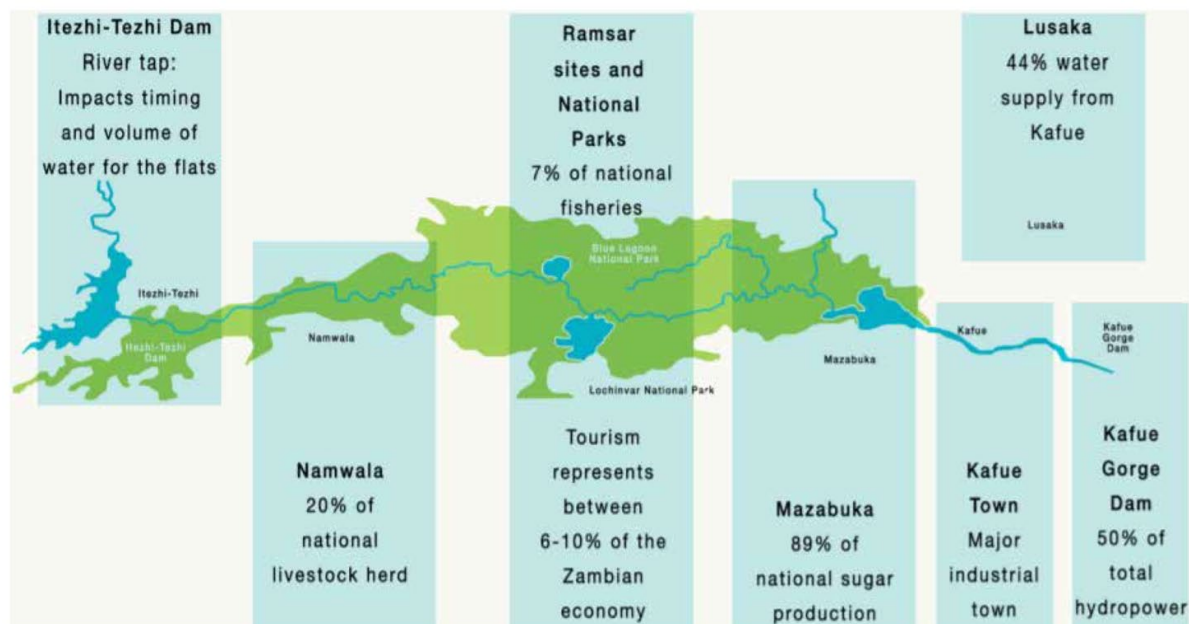 Itezhi-Tezhi Dam
River tap:
Impacts timing
and volume of
water for the flats
Ramsar
sites and
National
Parks
7% of national
fisheries
Lusaka
44% water
supply from
Kafue
Lusaka
Blue Lagoon
National Park
Itezhi-Tezhi
Itezhi-Tezhi
Dam
Namwala
Lochinvar National Park
Mazabuka
Kafue
Kafue
Gorge
Dam
Namwala
20% of
national
livestock herd
Tourism
represents
between
6-10% of the
Zambian
economy
Mazabuka
89% of
national sugar
production
Kafue
Town
Major
industrial
town
Kafue
Gorge
Dam
50% of
total
hydropower